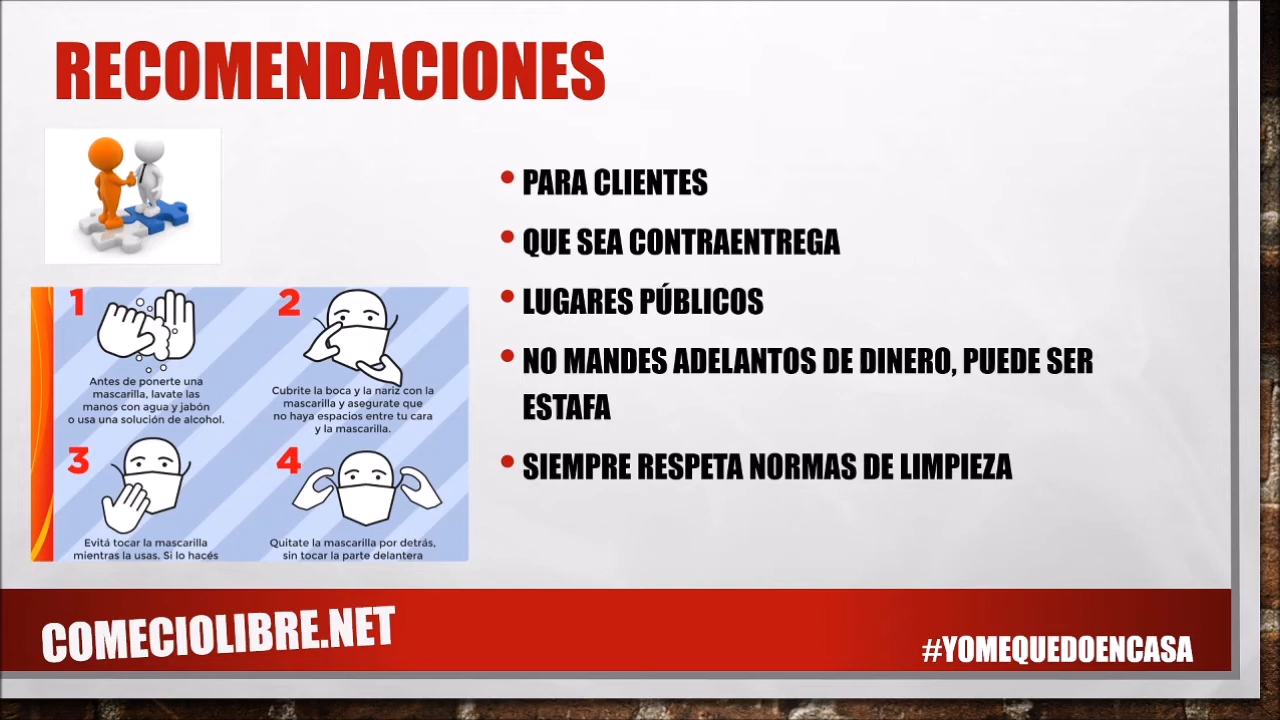 RECOMENDACIONES
• PARA CLIENTES
• QUE SEA CONTRAENTREGA
• LUGARES PÚBLICOS
• NO MANDES ADELANTOS DE DINERO, PUEDE SER
ESTAFA
• SIEMPRE RESPETA NORMAS DE LIMPIEZA
1
Antes de ponerte una
mascarilla, lavate las
manos con agua y jabón
o usa una solución de alcohol.
2
Cubrite la boca y la nariz con la
mascarilla y asegurate que
no haya espacios entre tu cara
y la mascarilla.
3
Evitá tocar la mascarilla
mientra la usas. Si lo hacés
4
Quitate la mascarilla por detrás,
sin tocar la parte delantera
COMECIOLIBRE.NET
#YOMEQUEDOENCASA